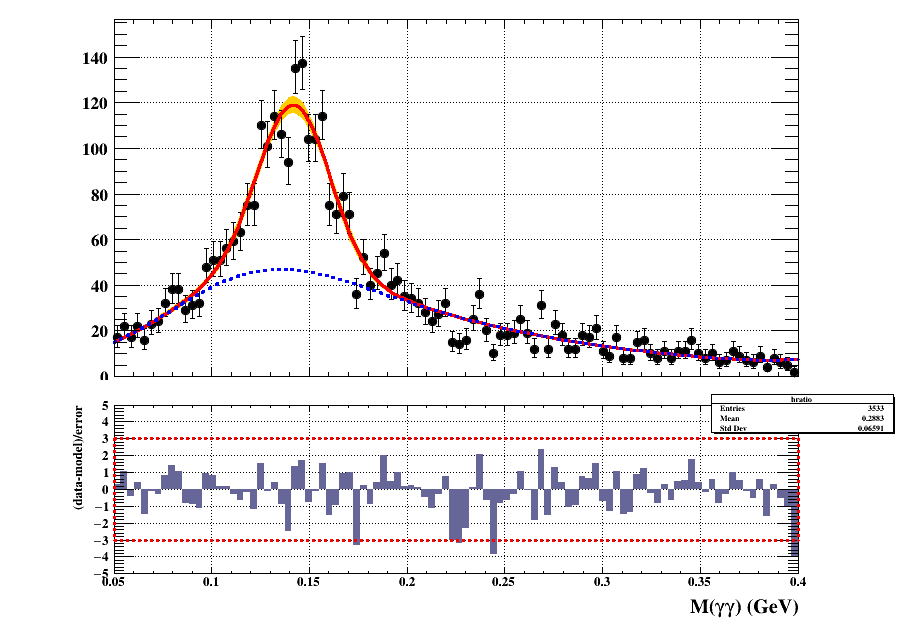 140
120
100
80
60
40
20
0
hratio
Entries 3533
Mean 0.2883
Std Dev 0.06591
(data-model)/error
5
4
3
2
1
0
−1
−2
−3
−4
−5
0.05 0.1 0.15 0.2 0.25 0.3 0.35 0.4
M(γγ) (GeV)